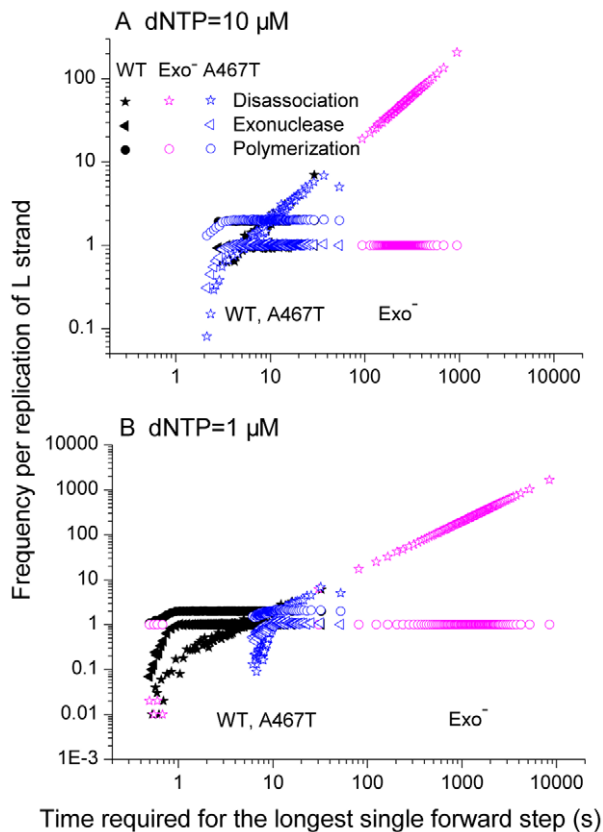 A dNTP=10 µM
WT Exo⁻ A467T
Disassociation
Exonuclease
Polymerization
100
10
1
0.1
WT, A467T
Exo⁻
1 10 100 1000 10000
B dNTP=1 µM
10000
1000
100
10
1
0.1
0.01
1E-3
WT, A467T
Exo⁻
1 10 100 1000 10000
Frequency per replication of L strand
Time required for the longest single forward step (s)